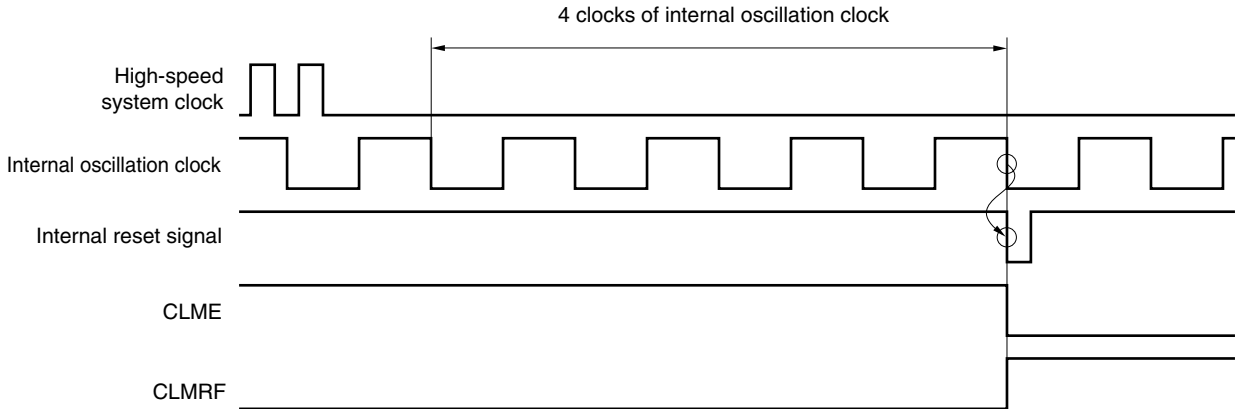 4 clocks of internal oscillation clock
High-speed
system clock
Internal oscillation clock
Internal reset signal
CLME
CLMRF